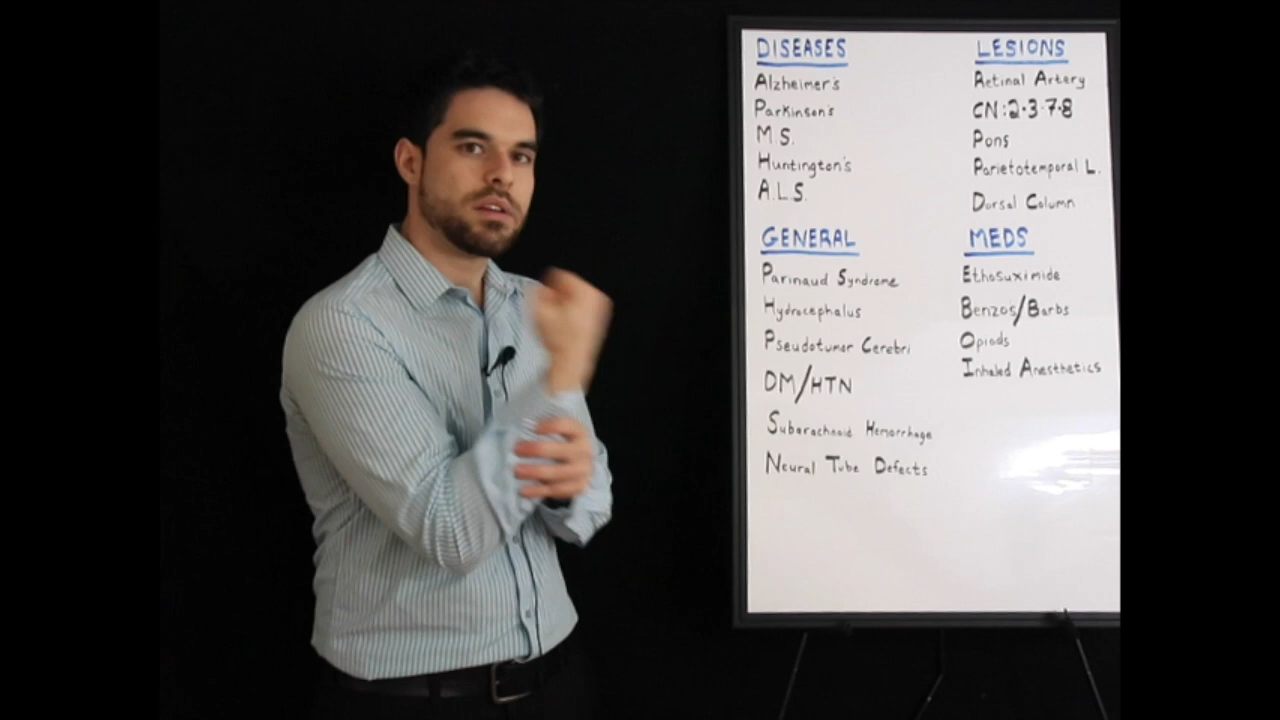 DISEASES
Alzheimer's
Parkinson's
M.S.
Huntington's
A.L.S.
LESIONS
Retinal Artery
CN:2·3·7·8
Pons
Parietotemporal L.
Dorsal Column
GENERAL
Parinaud Syndrome
Hydrocephalus
Pseudotumor Cerebri
DM/HTN
Subarachnoid Hemorrhage
Neural Tube Defects
MEDS
Ethosuximide
Benzos/Barbs
Opiods
Inhaled Anesthetics